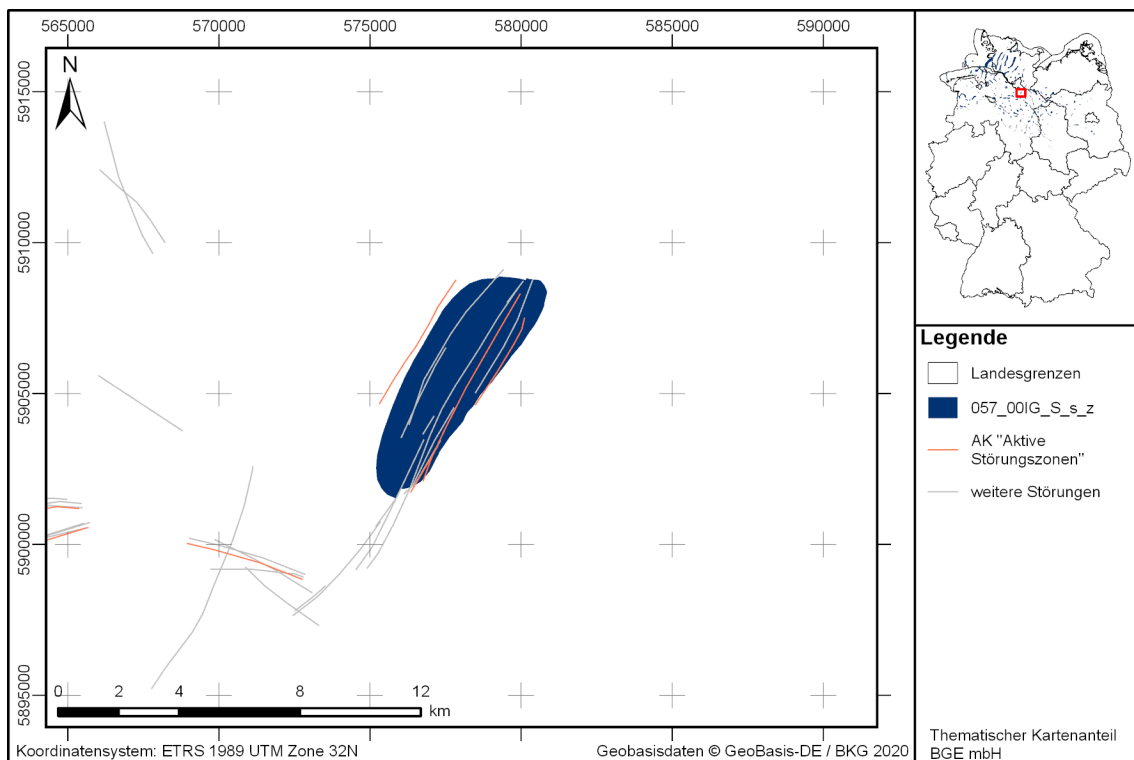 565000 570000 575000 580000 585000 590000
N
5915000
5910000
5905000
5900000
5895000
0 2 4 8 12
km
Koordinatensystem: ETRS 1989 UTM Zone 32N
Geobasisdaten © GeoBasis-DE / BKG 2020
Legende
Landesgrenzen
057_00IG_S_s_z
AK "Aktive
Störungszonen"
weitere Störungen
Thematischer Kartenanteil
BGE mbH